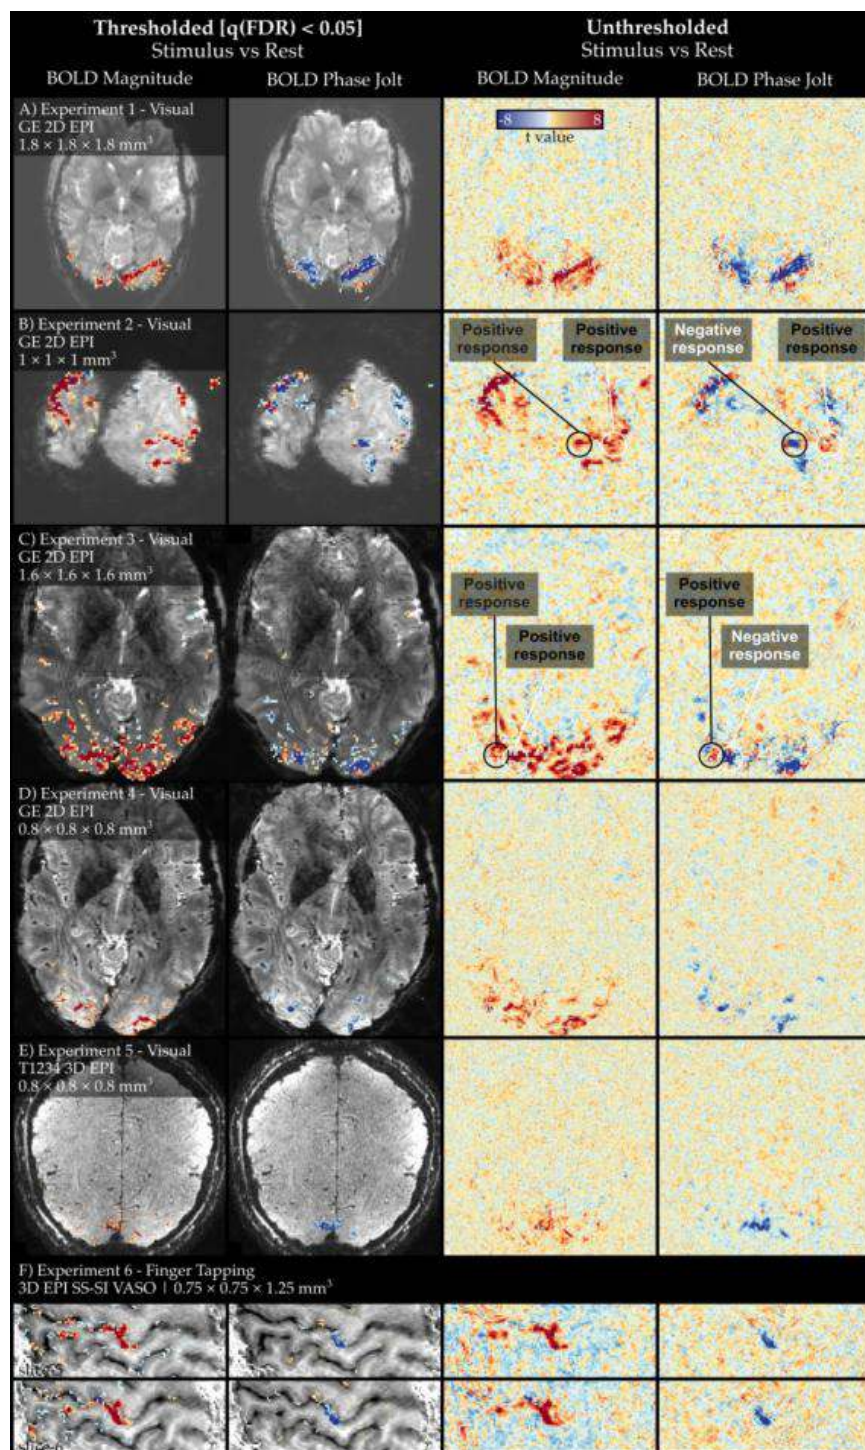 Thresholded [q(FDR) < 0.05]
Stimulus vs Rest
BOLD Magnitude
BOLD Phase Jolt
Unthresholded
Stimulus vs Rest
BOLD Magnitude
BOLD Phase Jolt
A) Experiment 1 - Visual
GE 2D EPI
1.8 × 1.8 × 1.8 mm³
-8
8
t value
B) Experiment 2 - Visual
GE 2D EPI
1 × 1 × 1 mm³
Positive
response
Positive
response
Negative
response
Positive
response
C) Experiment 3 - Visual
GE 2D EPI
1.6 × 1.6 × 1.6 mm³
Positive
response
Positive
response
Positive
response
Negative
response
D) Experiment 4 - Visual
GE 2D EPI
0.8 × 0.8 × 0.8 mm³
E) Experiment 5 - Visual
T1234 3D EPI
0.8 × 0.8 × 0.8 mm³
F) Experiment 6 - Finger Tapping
3D EPI SS-SI VASO | 0.75 × 0.75 × 1.25 mm³